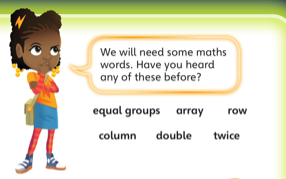 We will need some maths
words. Have you heard
any of these before?
equal groups array row
column double twice